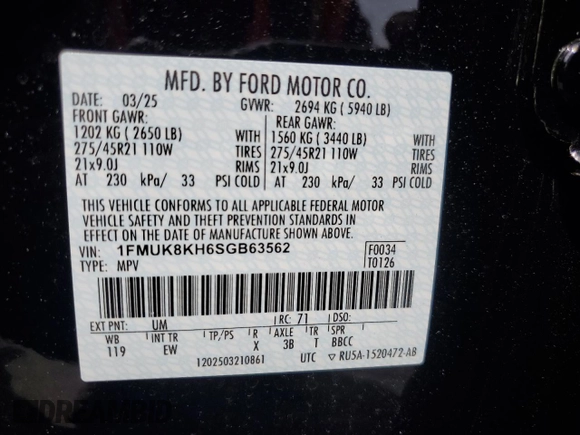 MFD. BY FORD MOTOR CO.
DATE: 03/25 GVWR: 2694 KG ( 5940 LB)
FRONT GAWR: REAR GAWR:
1202 KG ( 2650 LB) WITH 1560 KG ( 3440 LB) WITH
275/45R21 110W TIRES 275/45R21 110W TIRES
21x9.0J RIMS 21x9.0J RIMS
AT 230 kPa/ 33 PSI COLD AT 230 kPa/ 33 PSI COLD
THIS VEHICLE CONFORMS TO ALL APPLICABLE FEDERAL MOTOR
VEHICLE SAFETY AND THEFT PREVENTION STANDARDS IN
EFFECT ON THE DATE OF MANUFACTURE SHOWN ABOVE.
VIN: 1FMUK8KH6SGB63562 F0034
TYPE: MPV T0126
EXT PNT: UM RC: 71 DSO:
WB INT TR TP/PS R AXLE TR SPR
119 EW X 3B T BBCC
1202503210861 UTC ▽ RU5A-1520472-AB
DREAMBID